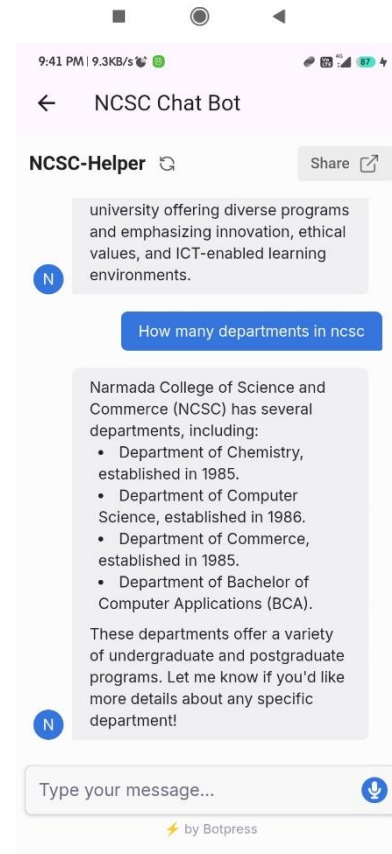 9:41 PM | 9.3KB/s
4G
87
NCSC Chat Bot
NCSC-Helper
Share
university offering diverse programs
and emphasizing innovation, ethical
values, and ICT-enabled learning
environments.
N
How many departments in ncsc
Narmada College of Science and
Commerce (NCSC) has several
departments, including:
• Department of Chemistry,
established in 1985.
• Department of Computer
Science, established in 1986.
• Department of Commerce,
established in 1985.
• Department of Bachelor of
Computer Applications (BCA).
These departments offer a variety
of undergraduate and postgraduate
programs. Let me know if you'd like
more details about any specific
department!
N
Type your message...
⚡ by Botpress